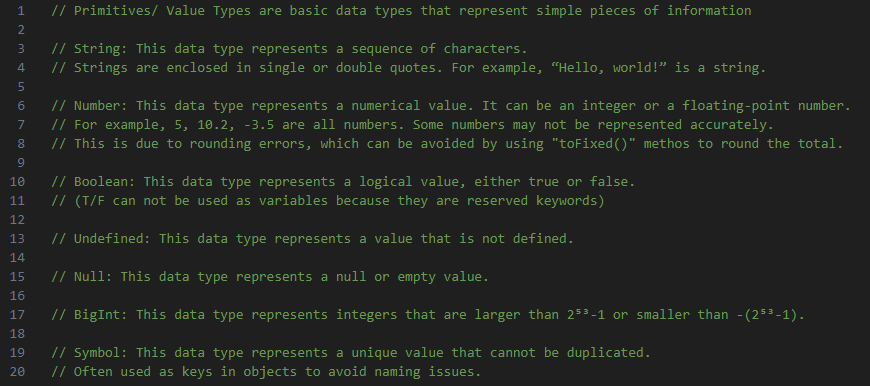 1 // Primitives/ Value Types are basic data types that represent simple pieces of information
2
3 // String: This data type represents a sequence of characters.
4 // Strings are enclosed in single or double quotes. For example, “Hello, world!” is a string.
5
6 // Number: This data type represents a numerical value. It can be an integer or a floating-point number.
7 // For example, 5, 10.2, -3.5 are all numbers. Some numbers may not be represented accurately.
8 // This is due to rounding errors, which can be avoided by using "toFixed()" methos to round the total.
9
10 // Boolean: This data type represents a logical value, either true or false.
11 // (T/F can not be used as variables because they are reserved keywords)
12
13 // Undefined: This data type represents a value that is not defined.
14
15 // Null: This data type represents a null or empty value.
16
17 // BigInt: This data type represents integers that are larger than 2⁵³-1 or smaller than -(2⁵³-1).
18
19 // Symbol: This data type represents a unique value that cannot be duplicated.
20 // Often used as keys in objects to avoid naming issues.